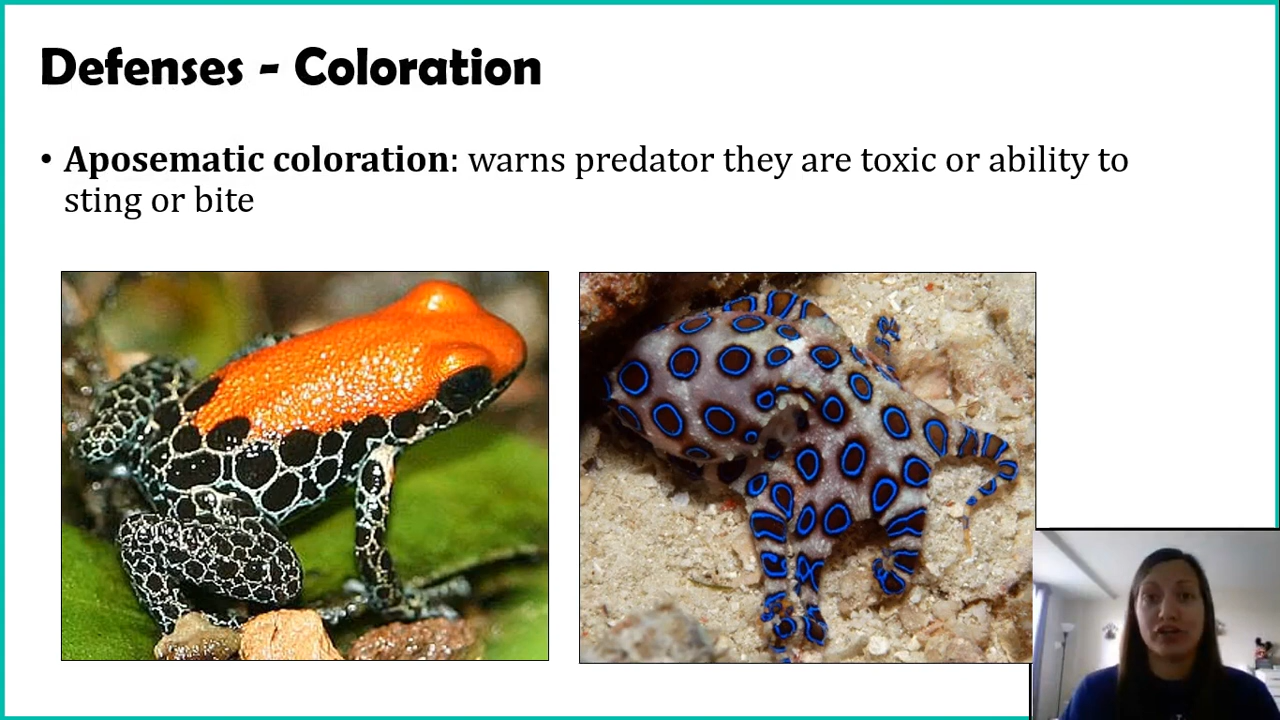 Defenses - Coloration
• Aposematic coloration: warns predator they are toxic or ability to
sting or bite